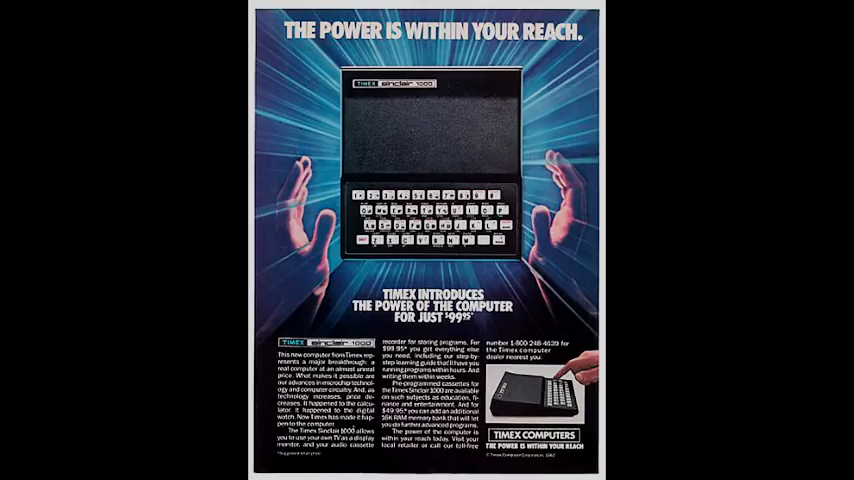 THE POWER IS WITHIN YOUR REACH.
TIMEX sinclair 1000
TIMEX INTRODUCES
THE POWER OF THE COMPUTER
FOR JUST $99.95*
TIMEX sinclair 1000
This new computer from Timex rep-
resents a major breakthrough: a
real computer at an almost unreal
price. What makes it possible are
our advances in microchip technol-
ogy and computer circuitry. And, as
technology increases, price de-
creases. It happened to the calcu-
lator. It happened to the digital
watch. Now Timex has made it hap-
pen to the computer.
The Timex Sinclair 1000 allows
you to use your own TV as a display
monitor, and your audio cassette
*Suggested retail price
recorder for storing programs. For
$99.95* you get everything else
you need, including our step-by-
step learning guide that'll have you
running programs within hours. And
writing them within weeks.
Pre-programmed cassettes for
the Timex Sinclair 1000 are available
on such subjects as education, fi-
nance and entertainment. And for
$49.95* you can add an additional
16K RAM memory bank that will let
you do further advanced programs.
The power of the computer is
within your reach today. Visit your
local retailer or call our toll-free
number 1-800-248-4639 for
the Timex computer
dealer nearest you.
TIMEX COMPUTERS
THE POWER IS WITHIN YOUR REACH
© Timex Computer Corporation, 1982